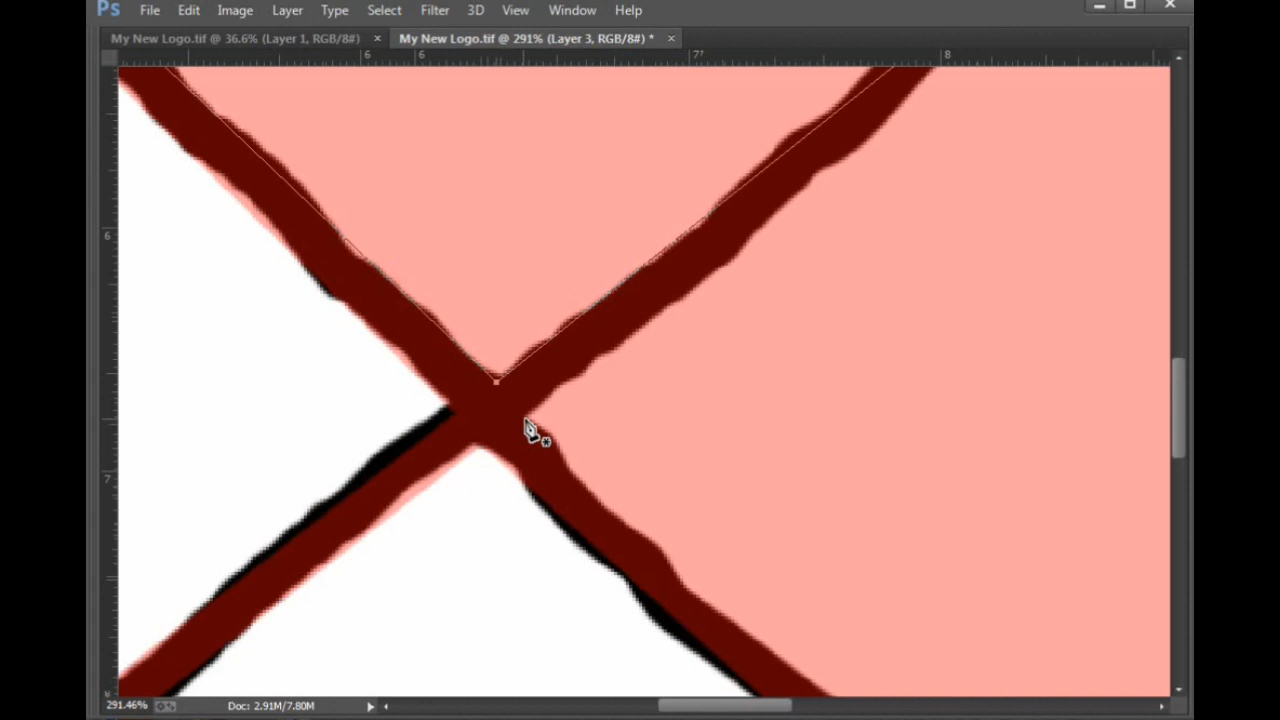 Ps File Edit Image Layer Type Select Filter 3D View Window Help
My New Logo.tif @ 36.6% (Layer 1, RGB/8#) × My New Logo.tif @ 291% (Layer 3, RGB/8#) * ×
6 6 7 8
6
7
291.46% Doc: 2.91M/7.80M